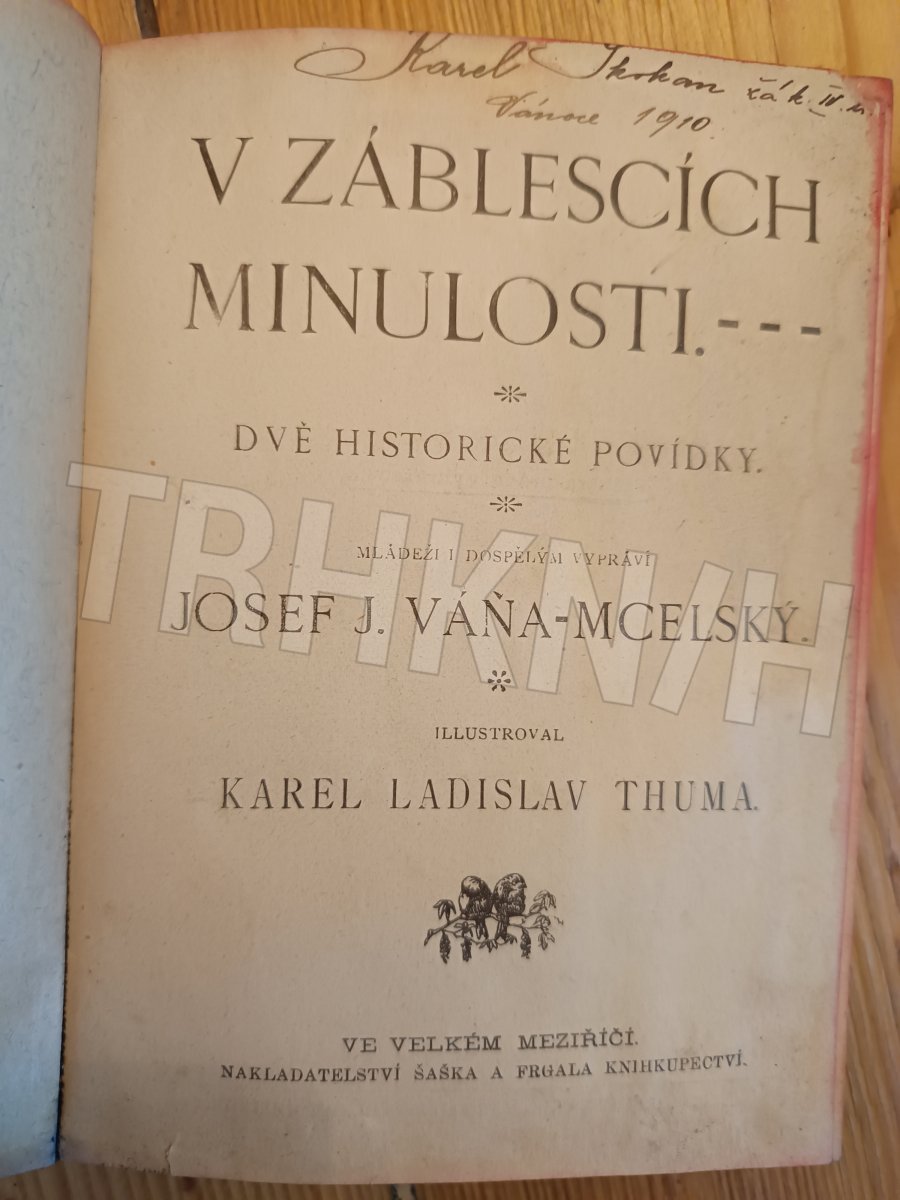 Karel Skokan žák IV. u.
Vánoce 1910.
V ZÁBLESCÍCH
MINULOSTI. - - -
DVĚ HISTORICKÉ POVÍDKY.
MLÁDEŽI I DOSPĚLÝM VYPRÁVÍ
JOSEF J. VÁŇA-MCELSKÝ.
ILLUSTROVAL
KAREL LADISLAV THUMA.
VE VELKÉM MEZIŘÍČÍ.
NAKLADATELSTVÍ ŠAŠKA A FRGALA KNIHKUPECTVÍ.
TRHKNIH